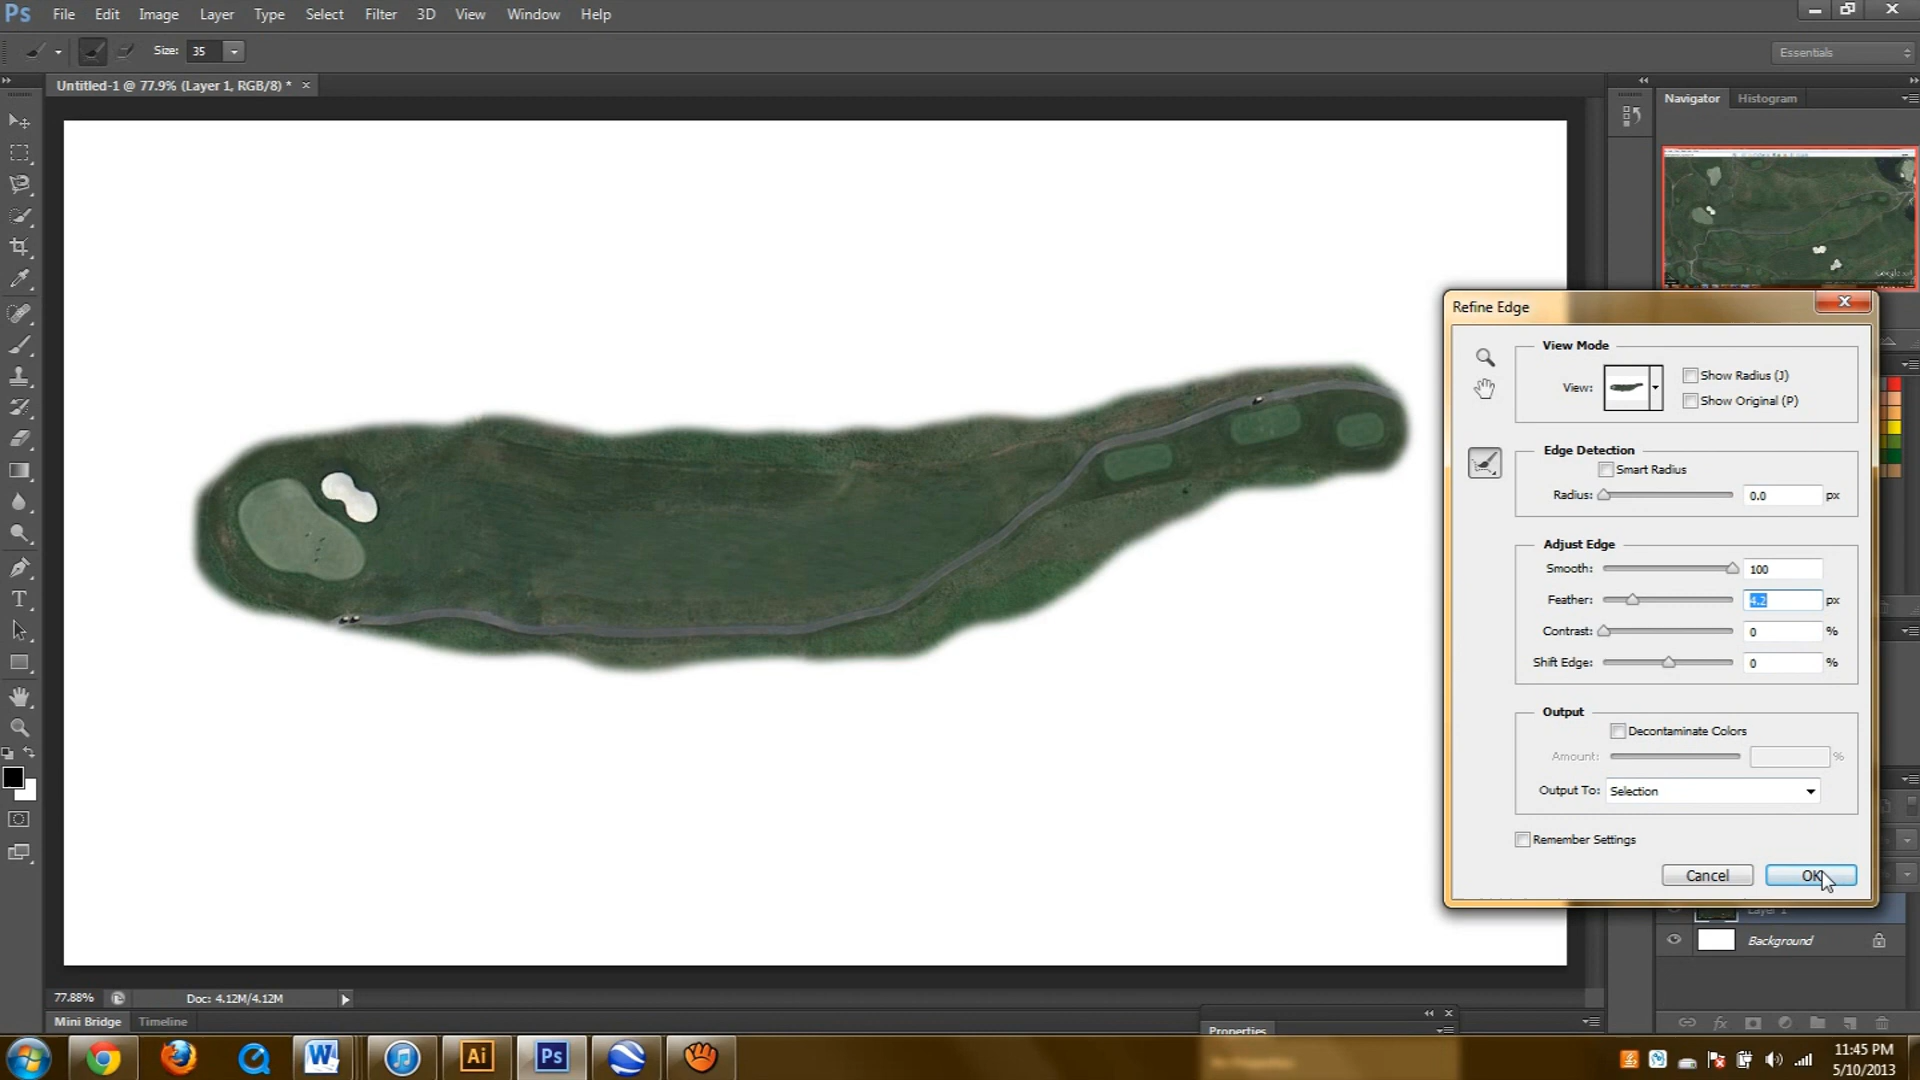 Ps File Edit Image Layer Type Select Filter 3D View Window Help
Size: 35
Essentials
Untitled-1 @ 77.9% (Layer 1, RGB/8) *
Navigator Histogram
Refine Edge
View Mode
View:
Show Radius (J)
Show Original (P)
Edge Detection
Smart Radius
Radius: 0.0 px
Adjust Edge
Smooth: 100
Feather: 4.2 px
Contrast: 0 %
Shift Edge: 0 %
Output
Decontaminate Colors
Amount: %
Output To: Selection
Remember Settings
Cancel OK
Layer 1
Background
77.88% Doc: 4.12M/4.12M
Mini Bridge Timeline
Properties
No Properties
W Ai Ps
11:45 PM
5/10/2013